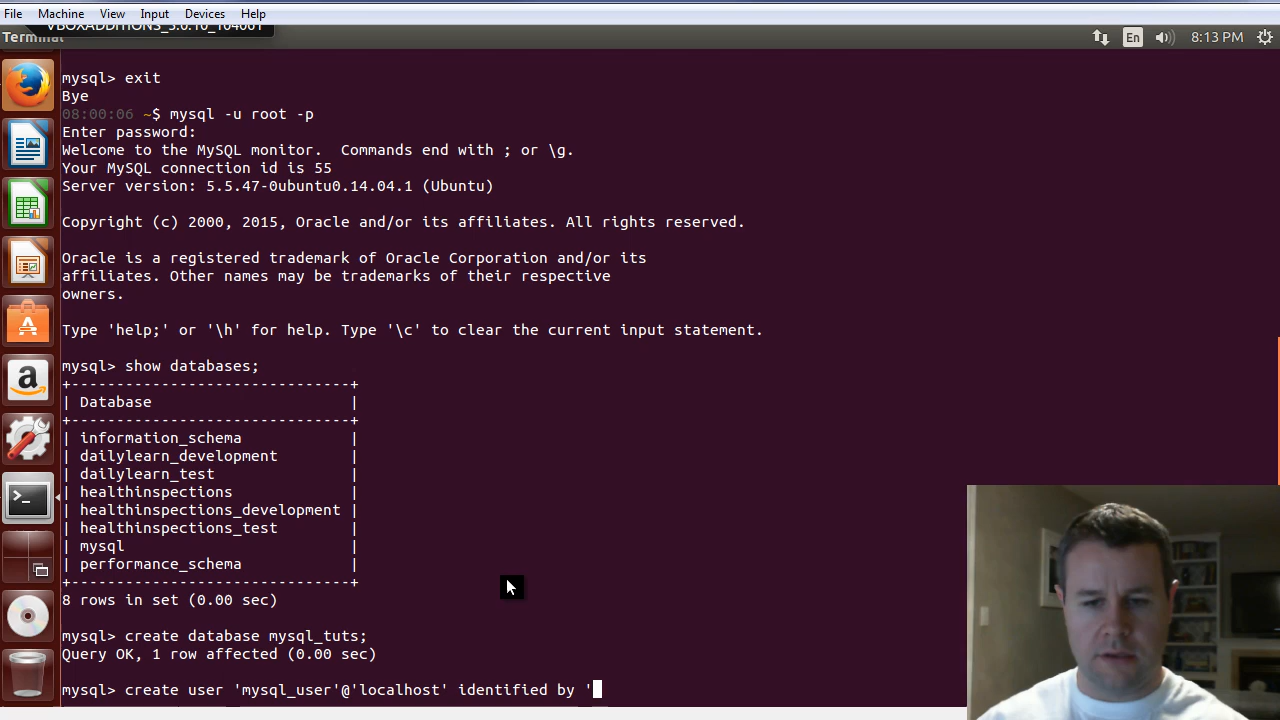 File Machine View Input Devices Help
VBOXADDITIONS_5.0.16_104061
Terminal
En 8:13 PM
mysql> exit
Bye
08:00:06 ~$ mysql -u root -p
Enter password:
Welcome to the MySQL monitor.  Commands end with ; or \g.
Your MySQL connection id is 55
Server version: 5.5.47-0ubuntu0.14.04.1 (Ubuntu)
Copyright (c) 2000, 2015, Oracle and/or its affiliates. All rights reserved.
Oracle is a registered trademark of Oracle Corporation and/or its
affiliates. Other names may be trademarks of their respective
owners.
Type 'help;' or '\h' for help. Type '\c' to clear the current input statement.
mysql> show databases;
+-------------------------------+
| Database                      |
+-------------------------------+
| information_schema            |
| dailylearn_development        |
| dailylearn_test               |
| healthinspections             |
| healthinspections_development |
| healthinspections_test        |
| mysql                         |
| performance_schema            |
+-------------------------------+
8 rows in set (0.00 sec)
mysql> create database mysql_tuts;
Query OK, 1 row affected (0.00 sec)
mysql> create user 'mysql_user'@'localhost' identified by '